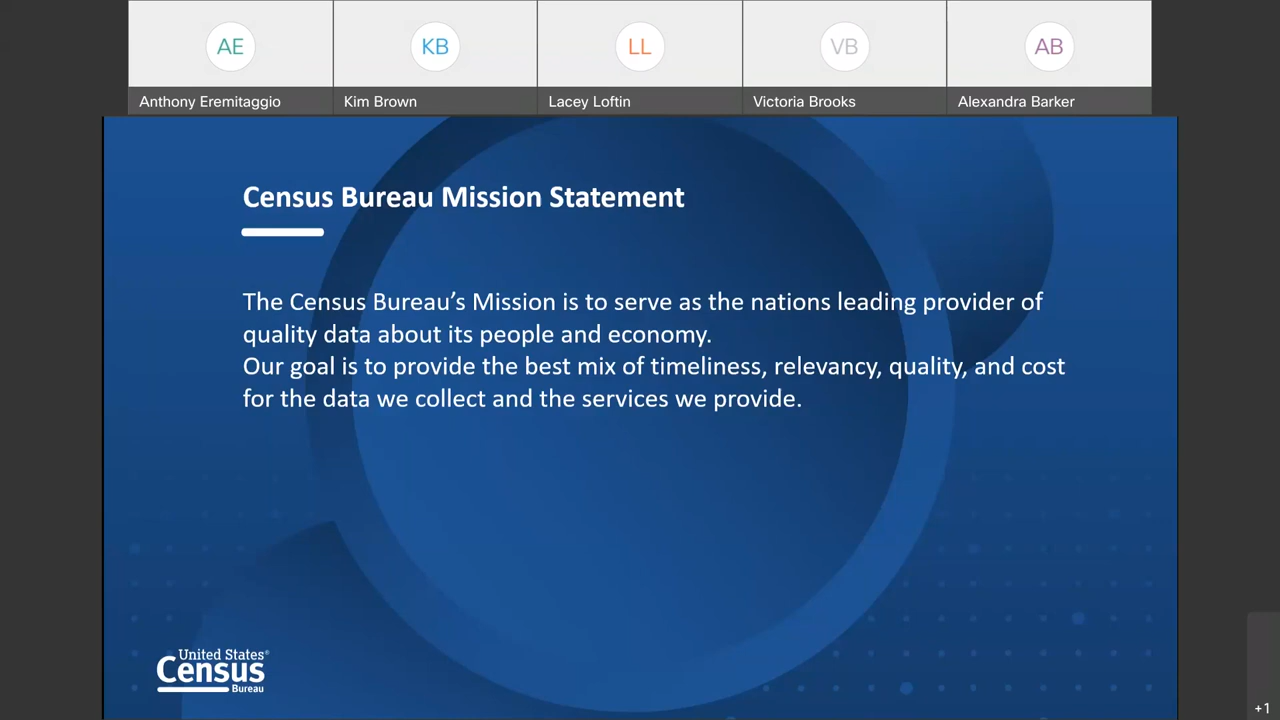 AE
KB
LL
VB
AB
Anthony Eremitaggio
Kim Brown
Lacey Loftin
Victoria Brooks
Alexandra Barker
Census Bureau Mission Statement
The Census Bureau’s Mission is to serve as the nations leading provider of
quality data about its people and economy.
Our goal is to provide the best mix of timeliness, relevancy, quality, and cost
for the data we collect and the services we provide.
United States®
Census
Bureau
+1